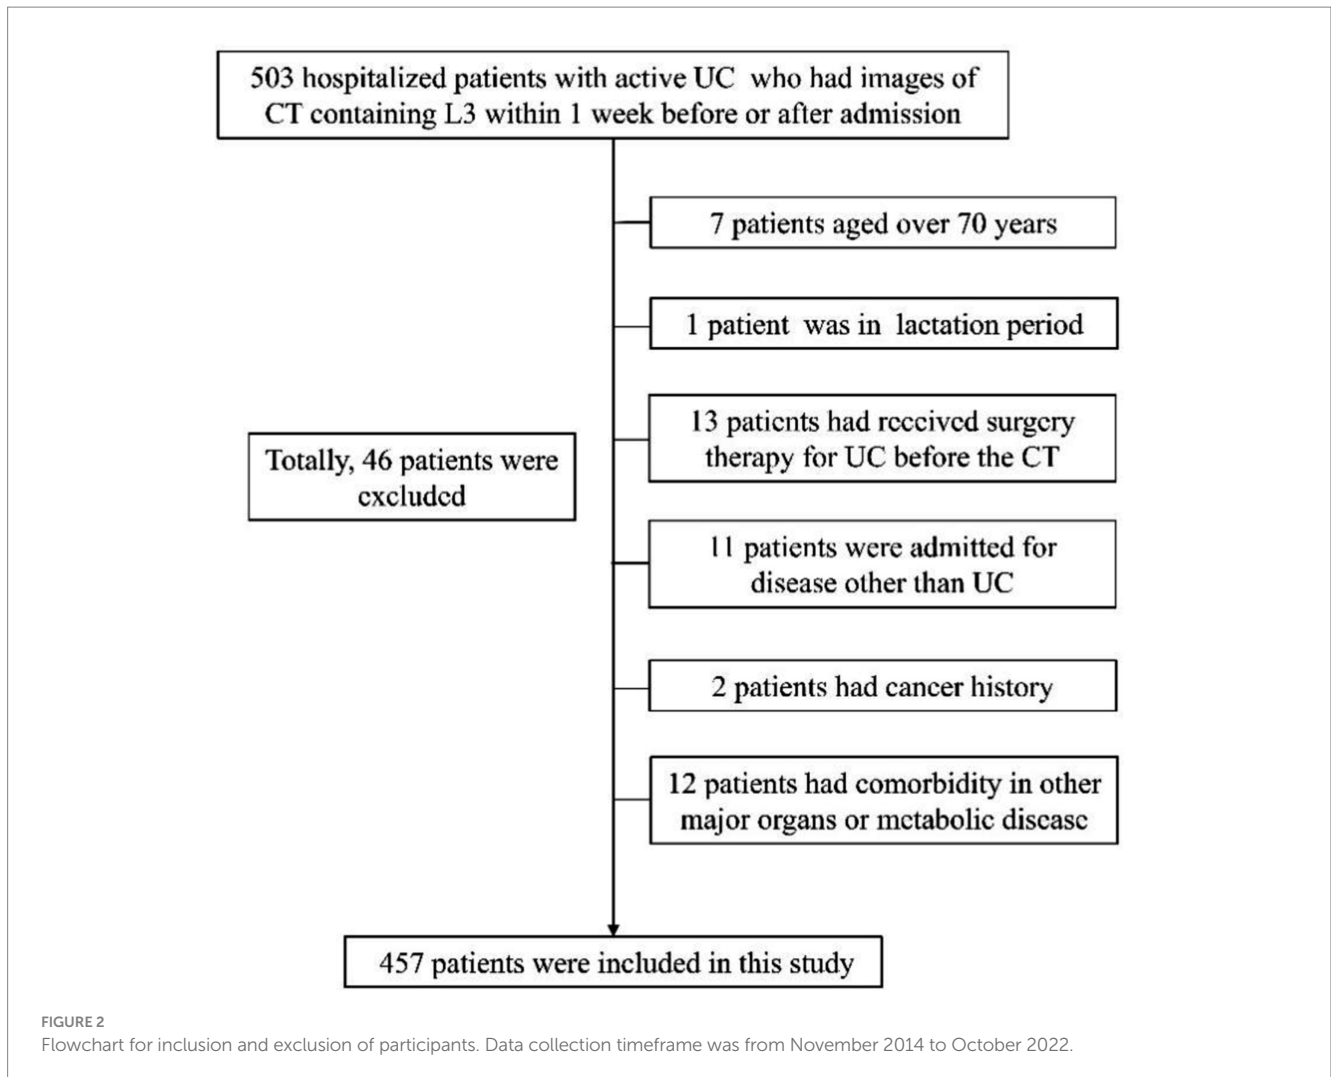 503 hospitalized patients with active UC who had images of
CT containing L3 within 1 week before or after admission
7 patients aged over 70 years
1 patient was in lactation period
13 patients had received surgery
therapy for UC before the CT
Totally, 46 patients were
excluded
11 patients were admitted for
disease other than UC
2 patients had cancer history
12 patients had comorbidity in other
major organs or metabolic disease
457 patients were included in this study
FIGURE 2
Flowchart for inclusion and exclusion of participants. Data collection timeframe was from November 2014 to October 2022.